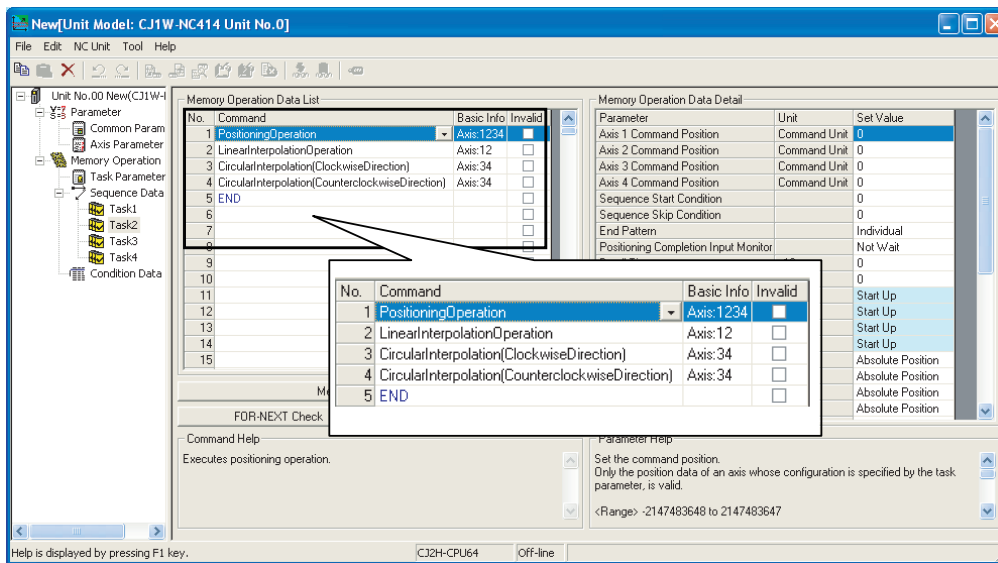 New[Unit Model: CJ1W-NC414 Unit No.0]
File Edit NC Unit Tool Help
Unit No.00 New(CJ1W-I
Parameter
Common Param
Axis Parameter
Memory Operation
Task Parameter
Sequence Data
Task1
Task2
Task3
Task4
Condition Data
Memory Operation Data List
No. Command Basic Info Invalid
1 PositioningOperation Axis:1234
2 LinearInterpolationOperation Axis:12
3 CircularInterpolation(ClockwiseDirection) Axis:34
4 CircularInterpolation(CounterclockwiseDirection) Axis:34
5 END
6
7
9
10
11
12
13
14
15
FOR-NEXT Check
No. Command Basic Info Invalid
1 PositioningOperation Axis:1234
2 LinearInterpolationOperation Axis:12
3 CircularInterpolation(ClockwiseDirection) Axis:34
4 CircularInterpolation(CounterclockwiseDirection) Axis:34
5 END
Memory Operation Data Detail
Parameter Unit Set Value
Axis 1 Command Position Command Unit 0
Axis 2 Command Position Command Unit 0
Axis 3 Command Position Command Unit 0
Axis 4 Command Position Command Unit 0
Sequence Start Condition 0
Sequence Skip Condition 0
End Pattern Individual
Positioning Completion Input Monitor Not Wait
0
0
Start Up
Start Up
Start Up
Start Up
Absolute Position
Absolute Position
Absolute Position
Absolute Position
Command Help
Executes positioning operation.
Parameter Help
Set the command position.
Only the position data of an axis whose configuration is specified by the task
parameter, is valid.
<Range> -2147483648 to 2147483647
Help is displayed by pressing F1 key.
CJ2H-CPU64
Off-line